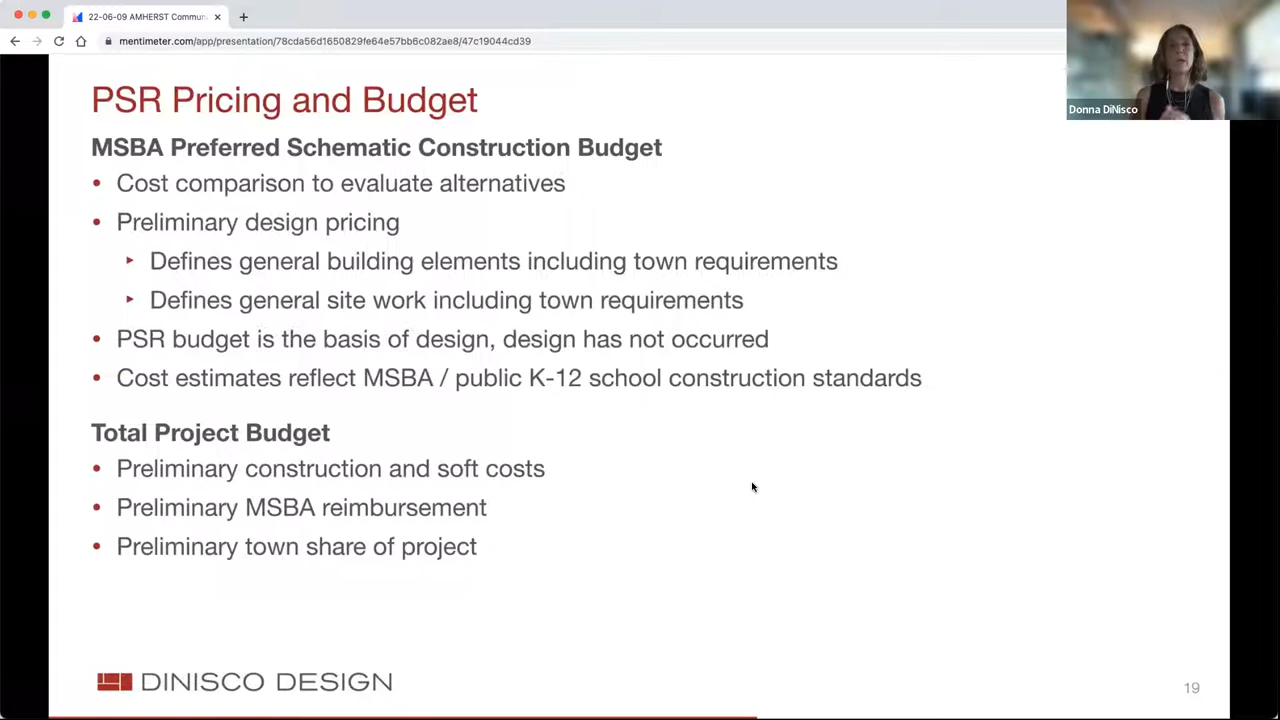 22-06-09 AMHERST Commun
mentimeter.com/app/presentation/78cda56d1650829fe64e57bb6c082ae8/47c19044cd39
Donna DiNisco
PSR Pricing and Budget
MSBA Preferred Schematic Construction Budget
• Cost comparison to evaluate alternatives
• Preliminary design pricing
‣ Defines general building elements including town requirements
‣ Defines general site work including town requirements
• PSR budget is the basis of design, design has not occurred
• Cost estimates reflect MSBA / public K-12 school construction standards
Total Project Budget
• Preliminary construction and soft costs
• Preliminary MSBA reimbursement
• Preliminary town share of project
DINISCO DESIGN
19